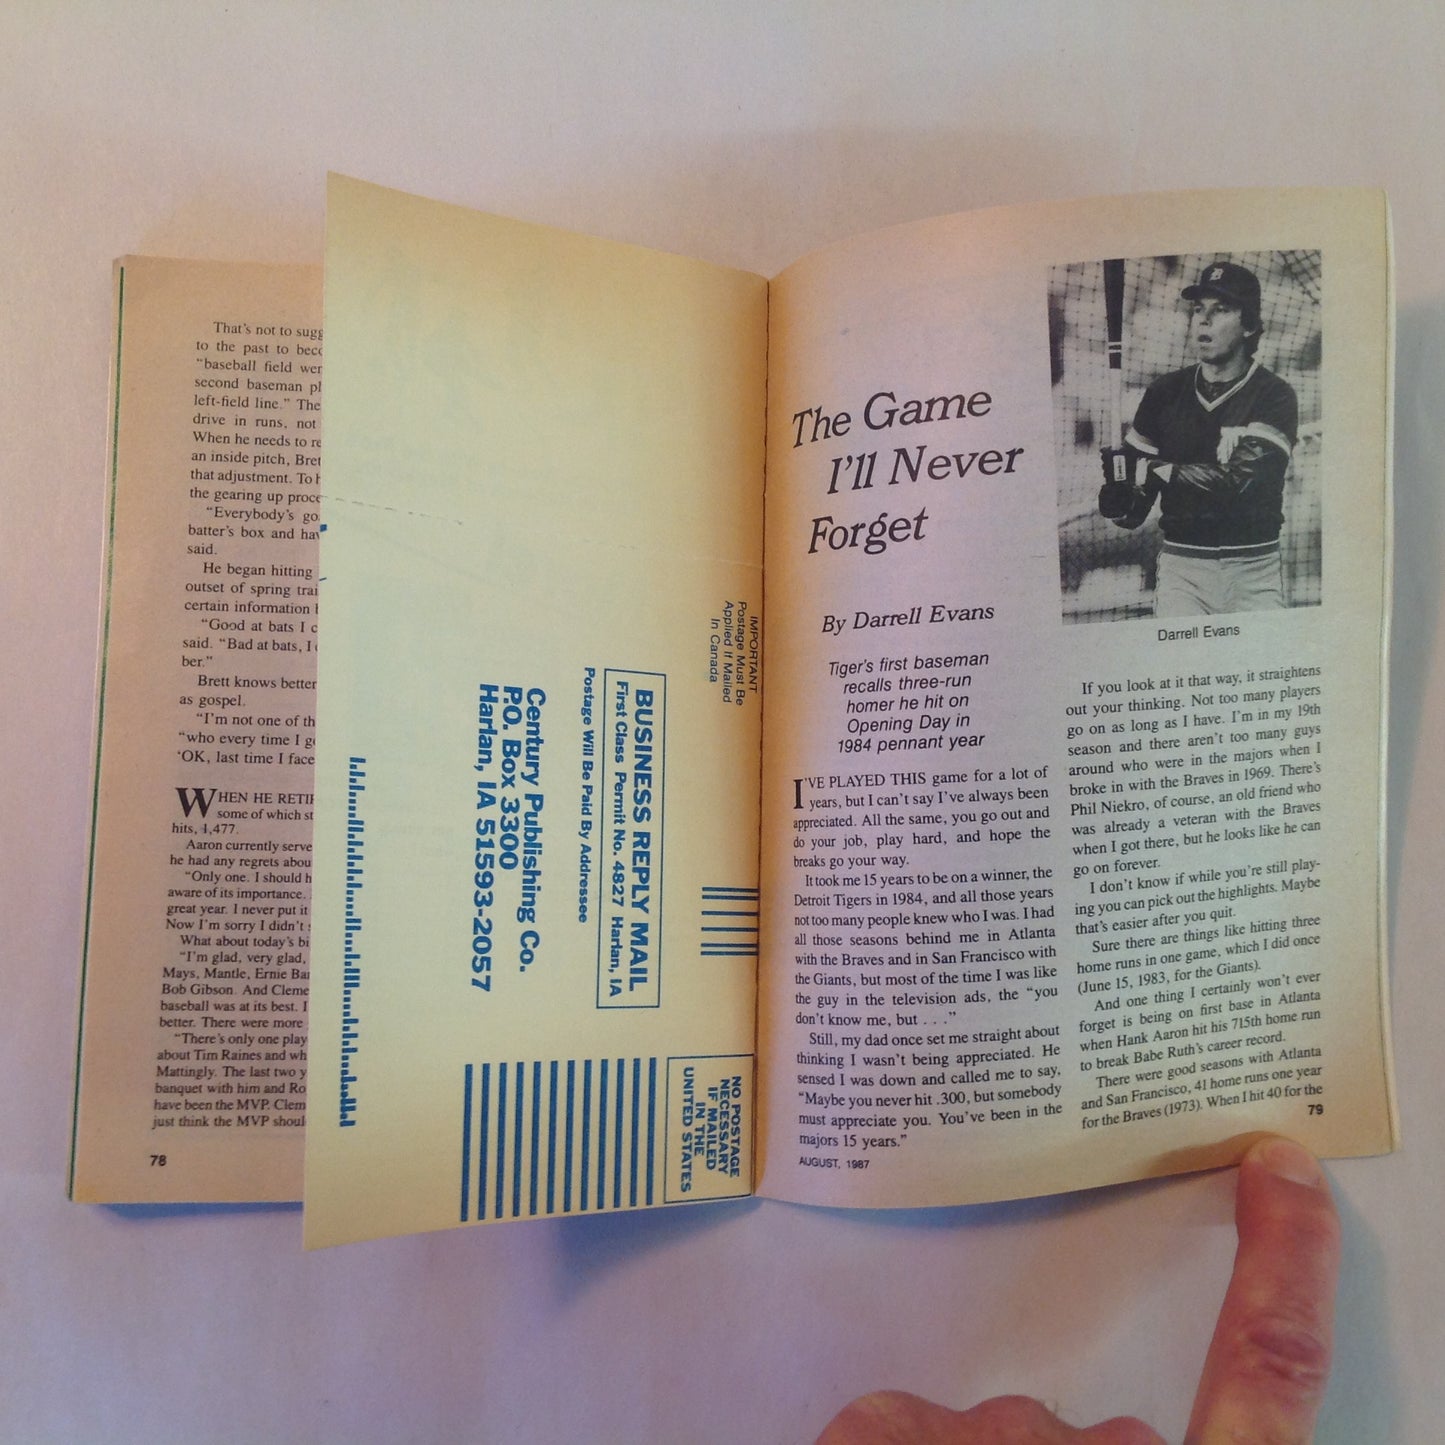 That's not to sugg
to the past to beco
"baseball field wer
second baseman pl
left-field line." The
drive in runs, not
When he needs to re
an inside pitch, Bret
that adjustment. To h
the gearing up proce
"Everybody's go
batter's box and hav
said.
He began hitting
outset of spring trai
certain information b
"Good at bats I c
said. "Bad at bats, I
ber."
Brett knows better
as gospel.
"I'm not one of th
"who every time I g
'OK, last time I face
WHEN HE RETIR
some of which st
hits, 4,477.
Aaron currently serve
he had any regrets abou
"Only one. I should h
aware of its importance.
great year. I never put it
Now I'm sorry I didn't
What about today's bi
"I'm glad, very glad,
Mays, Mantle, Ernie Ban
Bob Gibson. And Cleme
baseball was at its best. I
better. There were more
"There's only one play
about Tim Raines and wh
Mattingly. The last two y
banquet with him and Ro
have been the MVP. Clem
just think the MVP shoul
78
IMPORTANT
Postage Must Be
Applied If Mailed
In Canada
BUSINESS REPLY MAIL
First Class Permit No. 4827 Harlan, IA
Postage Will Be Paid By Addressee
Century Publishing Co.
P.O. Box 3300
Harlan, IA 51593-2057
NO POSTAGE
NECESSARY
IF MAILED
IN THE
UNITED STATES
The Game
I'll Never
Forget
By Darrell Evans
Tiger's first baseman
recalls three-run
homer he hit on
Opening Day in
1984 pennant year
I'VE PLAYED THIS game for a lot of
years, but I can't say I've always been
appreciated. All the same, you go out and
do your job, play hard, and hope the
breaks go your way.
It took me 15 years to be on a winner, the
Detroit Tigers in 1984, and all those years
not too many people knew who I was. I had
all those seasons behind me in Atlanta
with the Braves and in San Francisco with
the Giants, but most of the time I was like
the guy in the television ads, the "you
don't know me, but . . ."
Still, my dad once set me straight about
thinking I wasn't being appreciated. He
sensed I was down and called me to say,
"Maybe you never hit .300, but somebody
must appreciate you. You've been in the
majors 15 years."
AUGUST, 1987
Darrell Evans
If you look at it that way, it straightens
out your thinking. Not too many players
go on as long as I have. I'm in my 19th
season and there aren't too many guys
around who were in the majors when I
broke in with the Braves in 1969. There's
Phil Niekro, of course, an old friend who
was already a veteran with the Braves
when I got there, but he looks like he can
go on forever.
I don't know if while you're still play-
ing you can pick out the highlights. Maybe
that's easier after you quit.
Sure there are things like hitting three
home runs in one game, which I did once
(June 15, 1983, for the Giants).
And one thing I certainly won't ever
forget is being on first base in Atlanta
when Hank Aaron hit his 715th home run
to break Babe Ruth's career record.
There were good seasons with Atlanta
and San Francisco, 41 home runs one year
for the Braves (1973). When I hit 40 for the
79